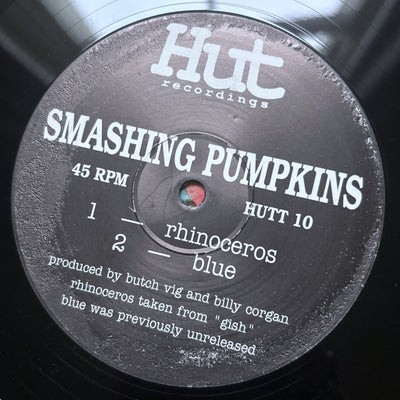 Hut
recordings
SMASHING PUMPKINS
45 RPM
HUTT 10
1 — rhinoceros
2 — blue
produced by butch vig and billy corgan
rhinoceros taken from "gish"
blue was previously unreleased